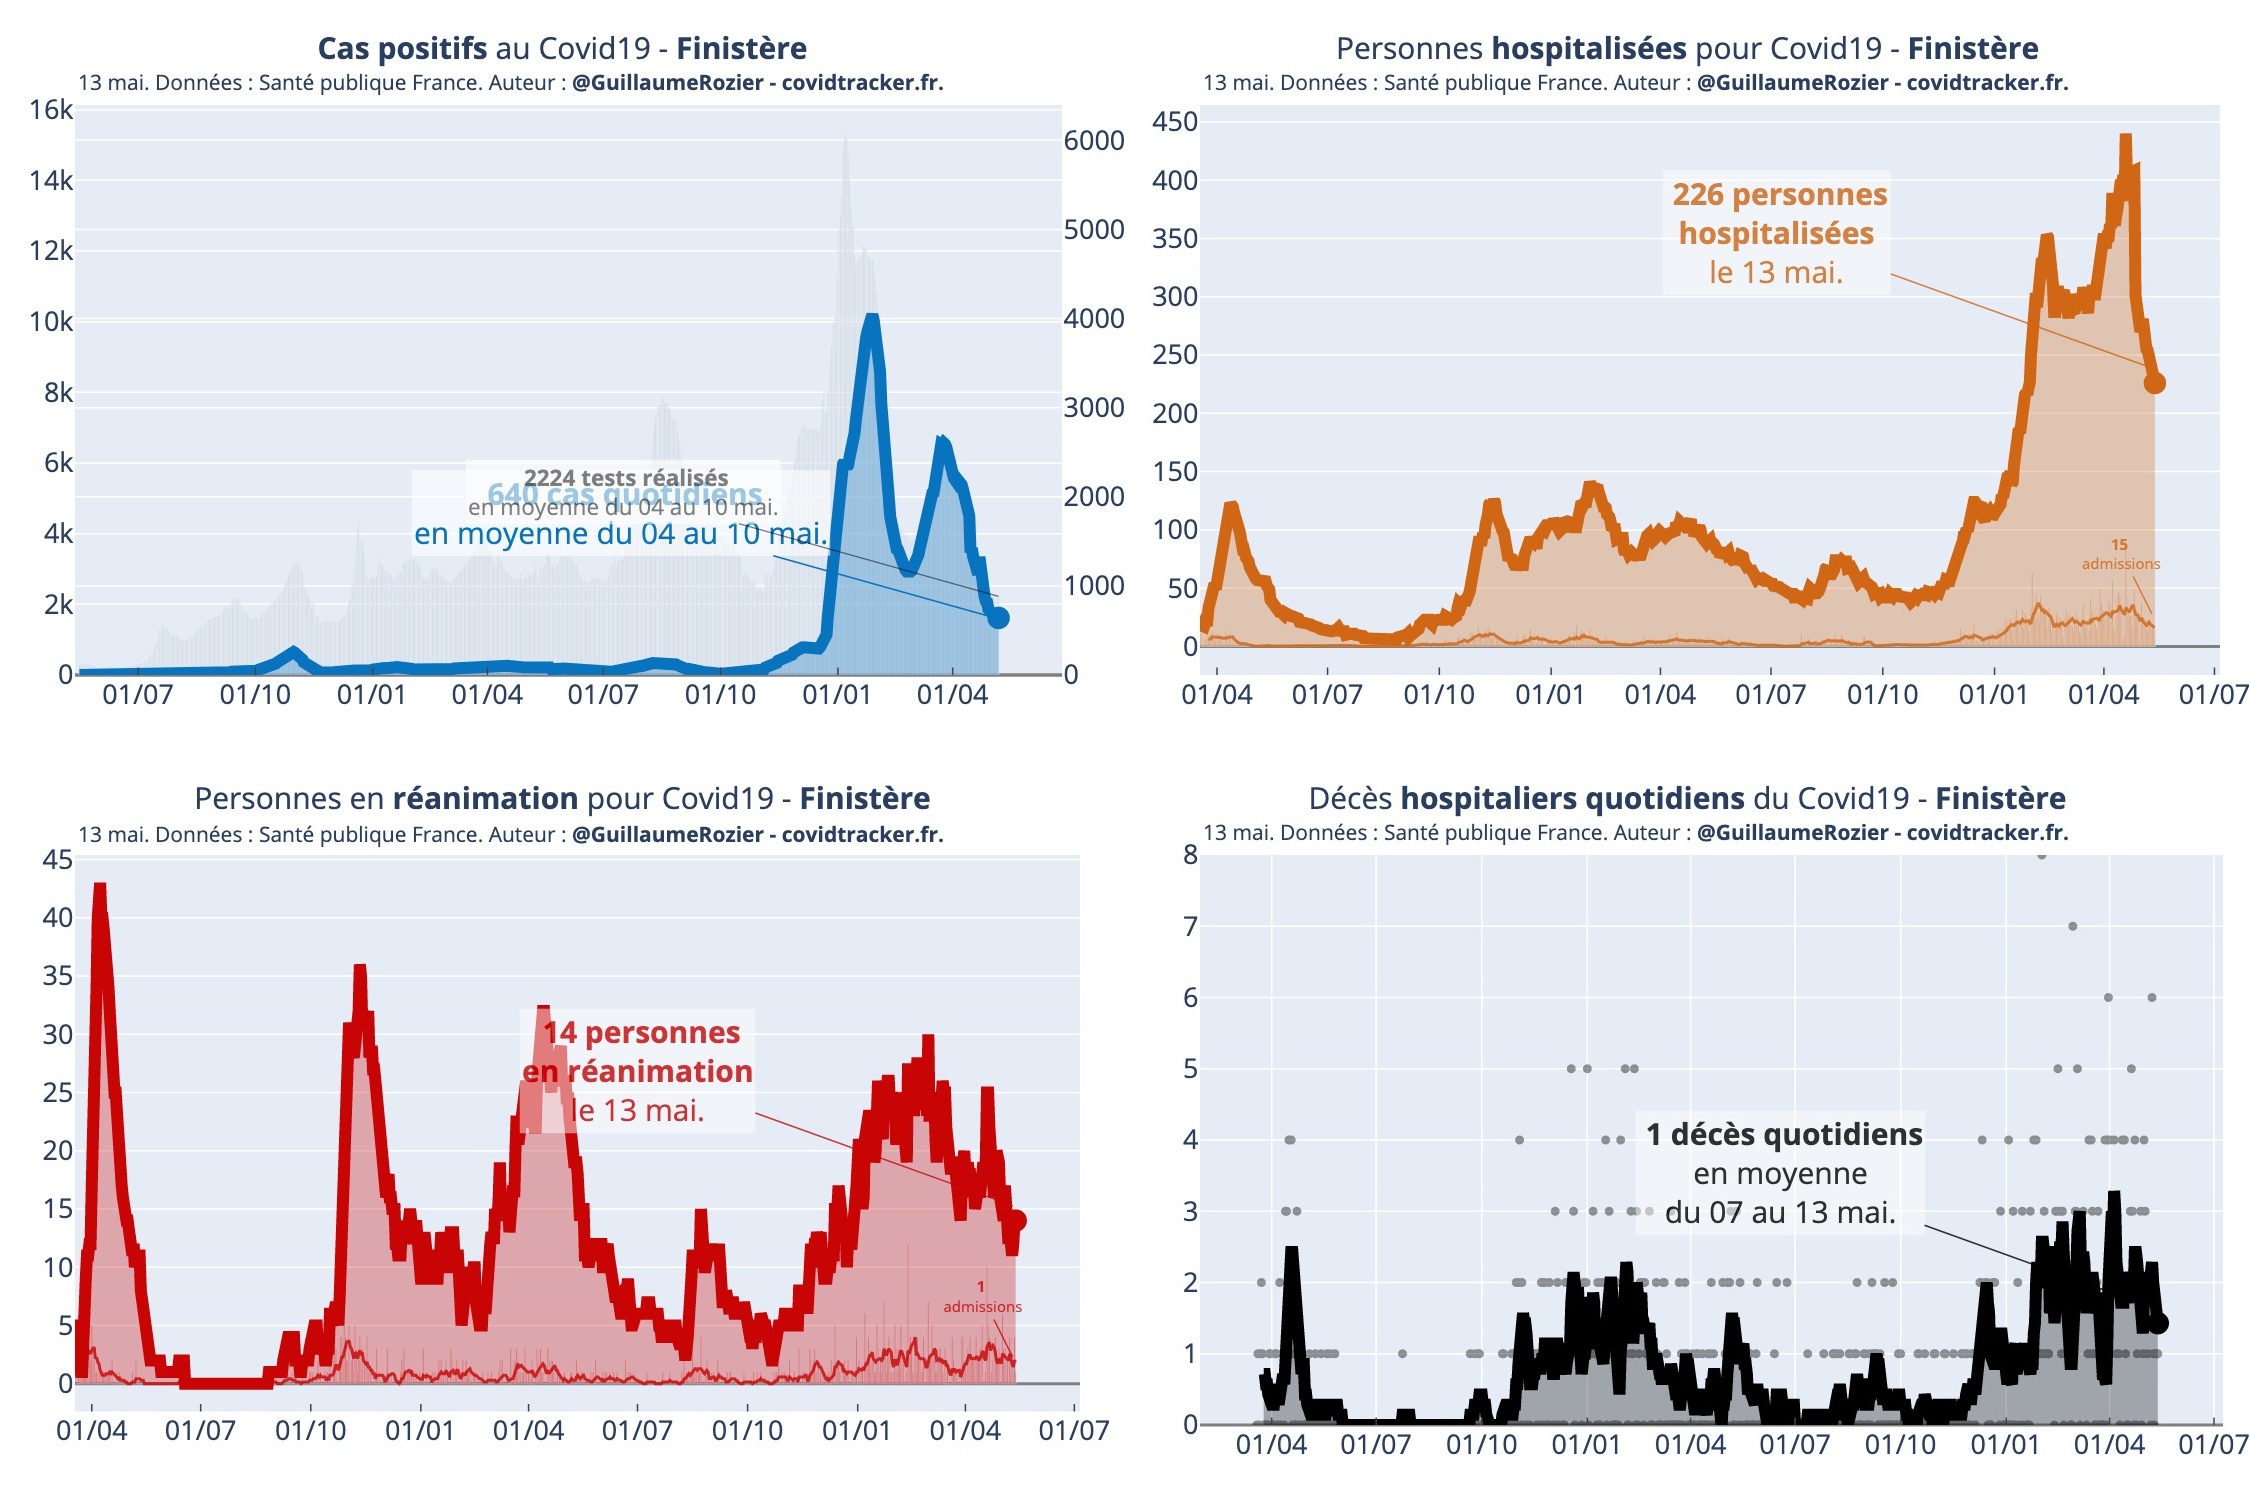 Cas positifs au Covid19 - Finistère
13 mai. Données : Santé publique France. Auteur : @GuillaumeRozier - covidtracker.fr.
16k
14k
12k
10k
8k
6k
4k
2k
0
6000
5000
4000
3000
2000
1000
0
2224 tests réalisés
en moyenne du 04 au 10 mai.
640 cas quotidiens
en moyenne du 04 au 10 mai.
01/07 01/10 01/01 01/04 01/07 01/10 01/01 01/04
Personnes hospitalisées pour Covid19 - Finistère
13 mai. Données : Santé publique France. Auteur : @GuillaumeRozier - covidtracker.fr.
450
400
350
300
250
200
150
100
50
0
226 personnes
hospitalisées
le 13 mai.
15
admissions
01/04 01/07 01/10 01/01 01/04 01/07 01/10 01/01 01/04 01/07
Personnes en réanimation pour Covid19 - Finistère
13 mai. Données : Santé publique France. Auteur : @GuillaumeRozier - covidtracker.fr.
45
40
35
30
25
20
15
10
5
0
14 personnes
en réanimation
le 13 mai.
1
admissions
01/04 01/07 01/10 01/01 01/04 01/07 01/10 01/01 01/04 01/07
Décès hospitaliers quotidiens du Covid19 - Finistère
13 mai. Données : Santé publique France. Auteur : @GuillaumeRozier - covidtracker.fr.
8
7
6
5
4
3
2
1
0
1 décès quotidiens
en moyenne
du 07 au 13 mai.
01/04 01/07 01/10 01/01 01/04 01/07 01/10 01/01 01/04 01/07